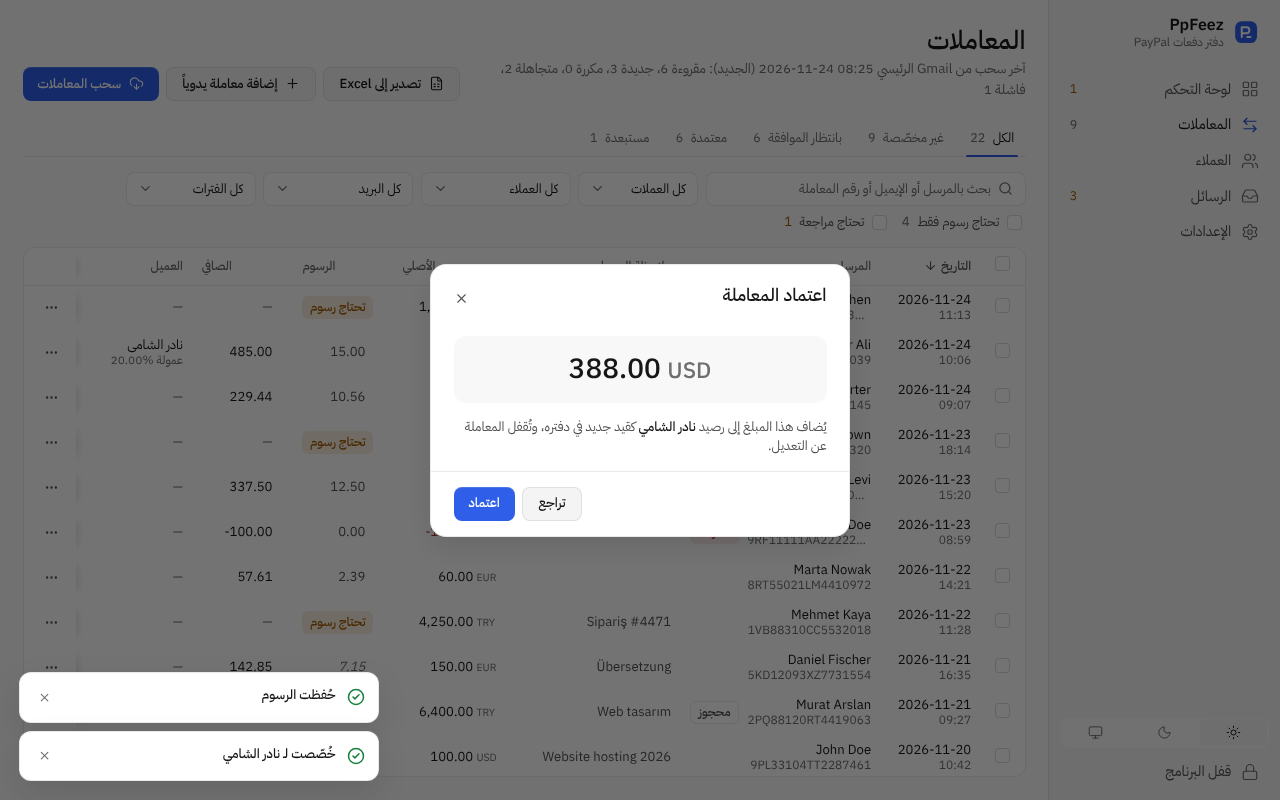 PpFeez
دفتر دفعات PayPal
لوحة التحكم 1
المعاملات 9
العملاء
الرسائل 3
الإعدادات
قفل البرنامج
المعاملات
آخر سحب من Gmail الرئيسي 08:25 24-11-2026 (الجديد): مقروءة 6، جديدة 3، مكررة 0، متجاهلة 2،
فاشلة 1
تصدير إلى Excel
إضافة معاملة يدوياً
سحب المعاملات
الكل 22
غير مخصّصة 9
بانتظار الموافقة 6
معتمدة 6
مستبعدة 1
بحث بالمرسل أو الإيميل أو رقم المعاملة
كل العملات
كل العملاء
كل البريد
كل الفترات
تحتاج رسوم فقط 4
تحتاج مراجعة 1
التاريخ الأصلي الرسوم الصافي العميل
2026-11-24 تحتاج رسوم — —
11:13
2026-11-24 15.00 485.00 نادر الشامي
10:06 عمولة %20.00
2026-11-24 10.56 229.44 —
09:07
2026-11-23 تحتاج رسوم — —
18:14
2026-11-23 Levi 12.50 337.50 —
15:20
2026-11-23 Doe 0.00 -100.00 —
08:59 9RF11111AA22222...
2026-11-22 Marta Nowak 60.00 EUR 2.39 57.61 —
14:21 8RT55021LM4410972
2026-11-22 Mehmet Kaya Sipariş #4471 4,250.00 TRY تحتاج رسوم — —
11:28 1VB88310CC5532018
2026-11-21 Daniel Fischer Übersetzung 150.00 EUR 7.15 142.85 —
16:35 5KD12093XZ7731554
2026-11-21 Murat Arslan محجوز Web tasarım 6,400.00 TRY
09:27 2PQ88120RT4419063
2026-11-20 John Doe Website hosting 2026 100.00 USD
10:42 9PL33104TT2287461
اعتماد المعاملة
388.00 USD
يُضاف هذا المبلغ إلى رصيد نادر الشامي كقيد جديد في دفتره، وتُقفل المعاملة
عن التعديل.
تراجع
اعتماد
حُفظت الرسوم
خُصّصت لـ نادر الشامي